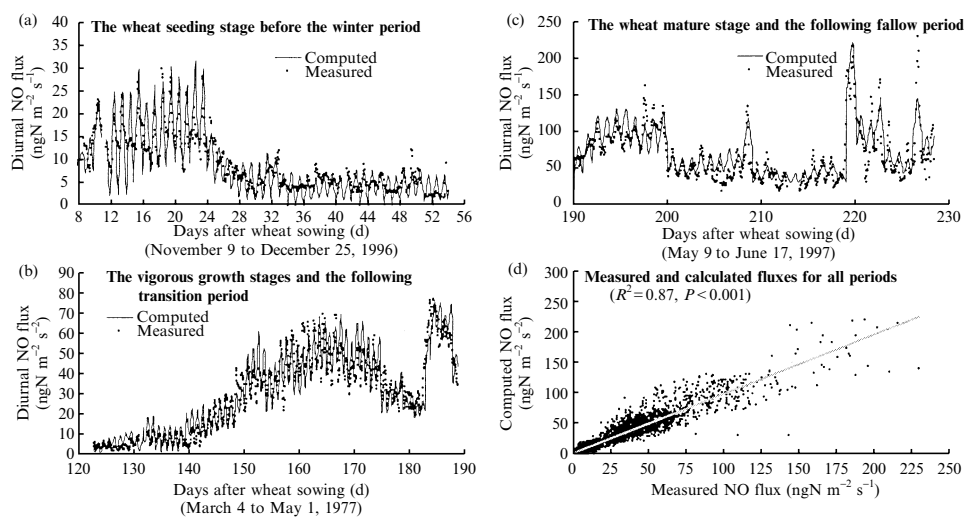 (a) The wheat seeding stage before the winter period
Computed
Measured
Diurnal NO flux
(ngN m⁻² s⁻¹)
40
35
30
25
20
15
10
5
0
8 12 16 20 24 28 32 36 40 44 48 52 56
Days after wheat sowing (d)
(November 9 to December 25, 1996)
(c) The wheat mature stage and the following fallow period
Computed
Measured
Diurnal NO flux
(ngN m⁻² s⁻¹)
250
200
150
100
50
0
190 200 210 220 230
Days after wheat sowing (d)
(May 9 to June 17, 1997)
(b) The vigorous growth stages and the following
transition period
Computed
Measured
Diurnal NO flux
(ngN m⁻² s⁻²)
90
80
70
60
50
40
30
20
10
0
120 130 140 150 160 170 180 190
Days after wheat sowing (d)
(March 4 to May 1, 1977)
(d) Measured and calculated fluxes for all periods
(R²=0.87, P<0.001)
Computed NO flux
(ngN m⁻² s⁻²)
300
250
200
150
100
50
0
0 25 50 75 100 125 150 175 200 225 250
Measured NO flux (ngN m⁻² s⁻¹)